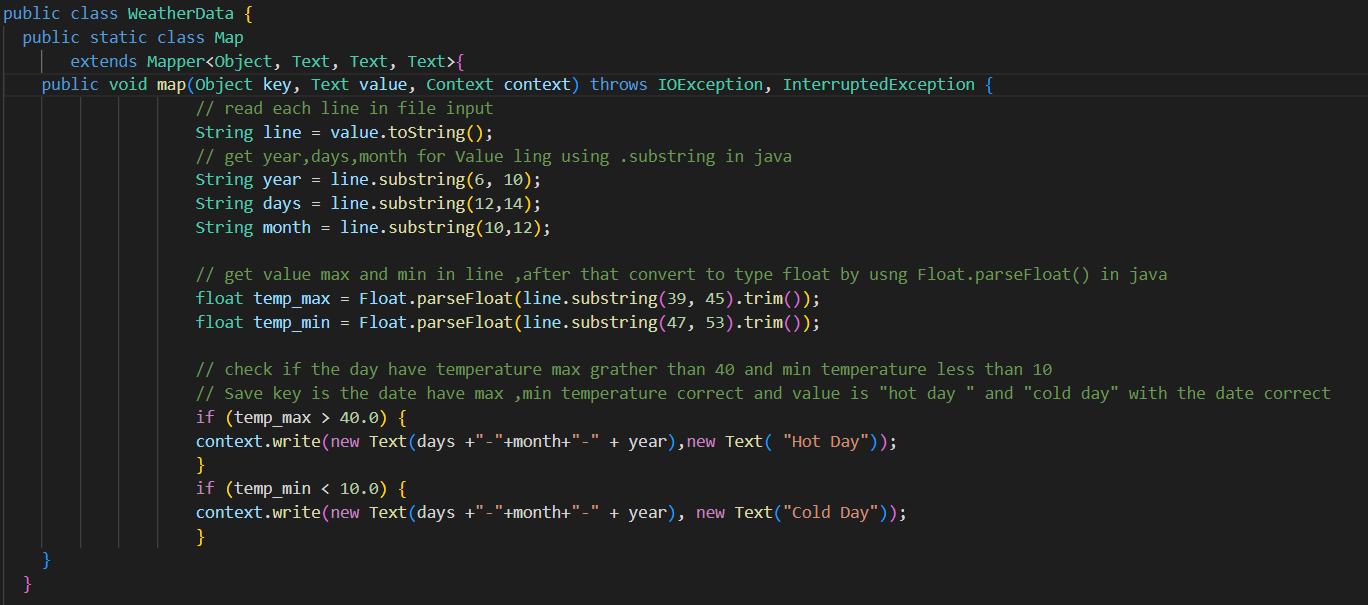 public class WeatherData {
public static class Map
extends Mapper<Object, Text, Text, Text>{
public void map(Object key, Text value, Context context) throws IOException, InterruptedException {
// read each line in file input
String line = value.toString();
// get year,days,month for Value ling using .substring in java
String year = line.substring(6, 10);
String days = line.substring(12,14);
String month = line.substring(10,12);
// get value max and min in line ,after that convert to type float by usng Float.parseFloat() in java
float temp_max = Float.parseFloat(line.substring(39, 45).trim());
float temp_min = Float.parseFloat(line.substring(47, 53).trim());
// check if the day have temperature max grather than 40 and min temperature less than 10
// Save key is the date have max ,min temperature correct and value is "hot day " and "cold day" with the date correct
if (temp_max > 40.0) {
context.write(new Text(days +"-"+month+"-" + year),new Text( "Hot Day"));
}
if (temp_min < 10.0) {
context.write(new Text(days +"-"+month+"-" + year), new Text("Cold Day"));
}
}
}